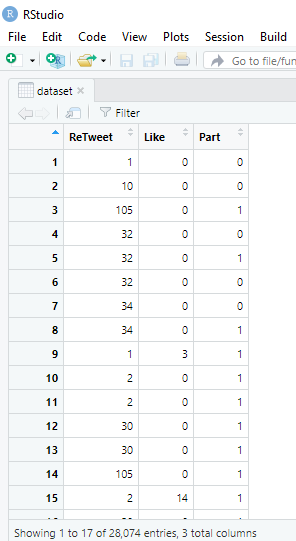 RStudio
File Edit Code View Plots Session Build
Go to file/fun
dataset
Filter
ReTweet Like Part
1 1 0 0
2 10 0 0
3 105 0 1
4 32 0 0
5 32 0 1
6 32 0 0
7 34 0 0
8 34 0 1
9 1 3 1
10 2 0 1
11 2 0 1
12 30 0 1
13 30 0 1
14 105 0 1
15 2 14 1
Showing 1 to 17 of 28,074 entries, 3 total columns